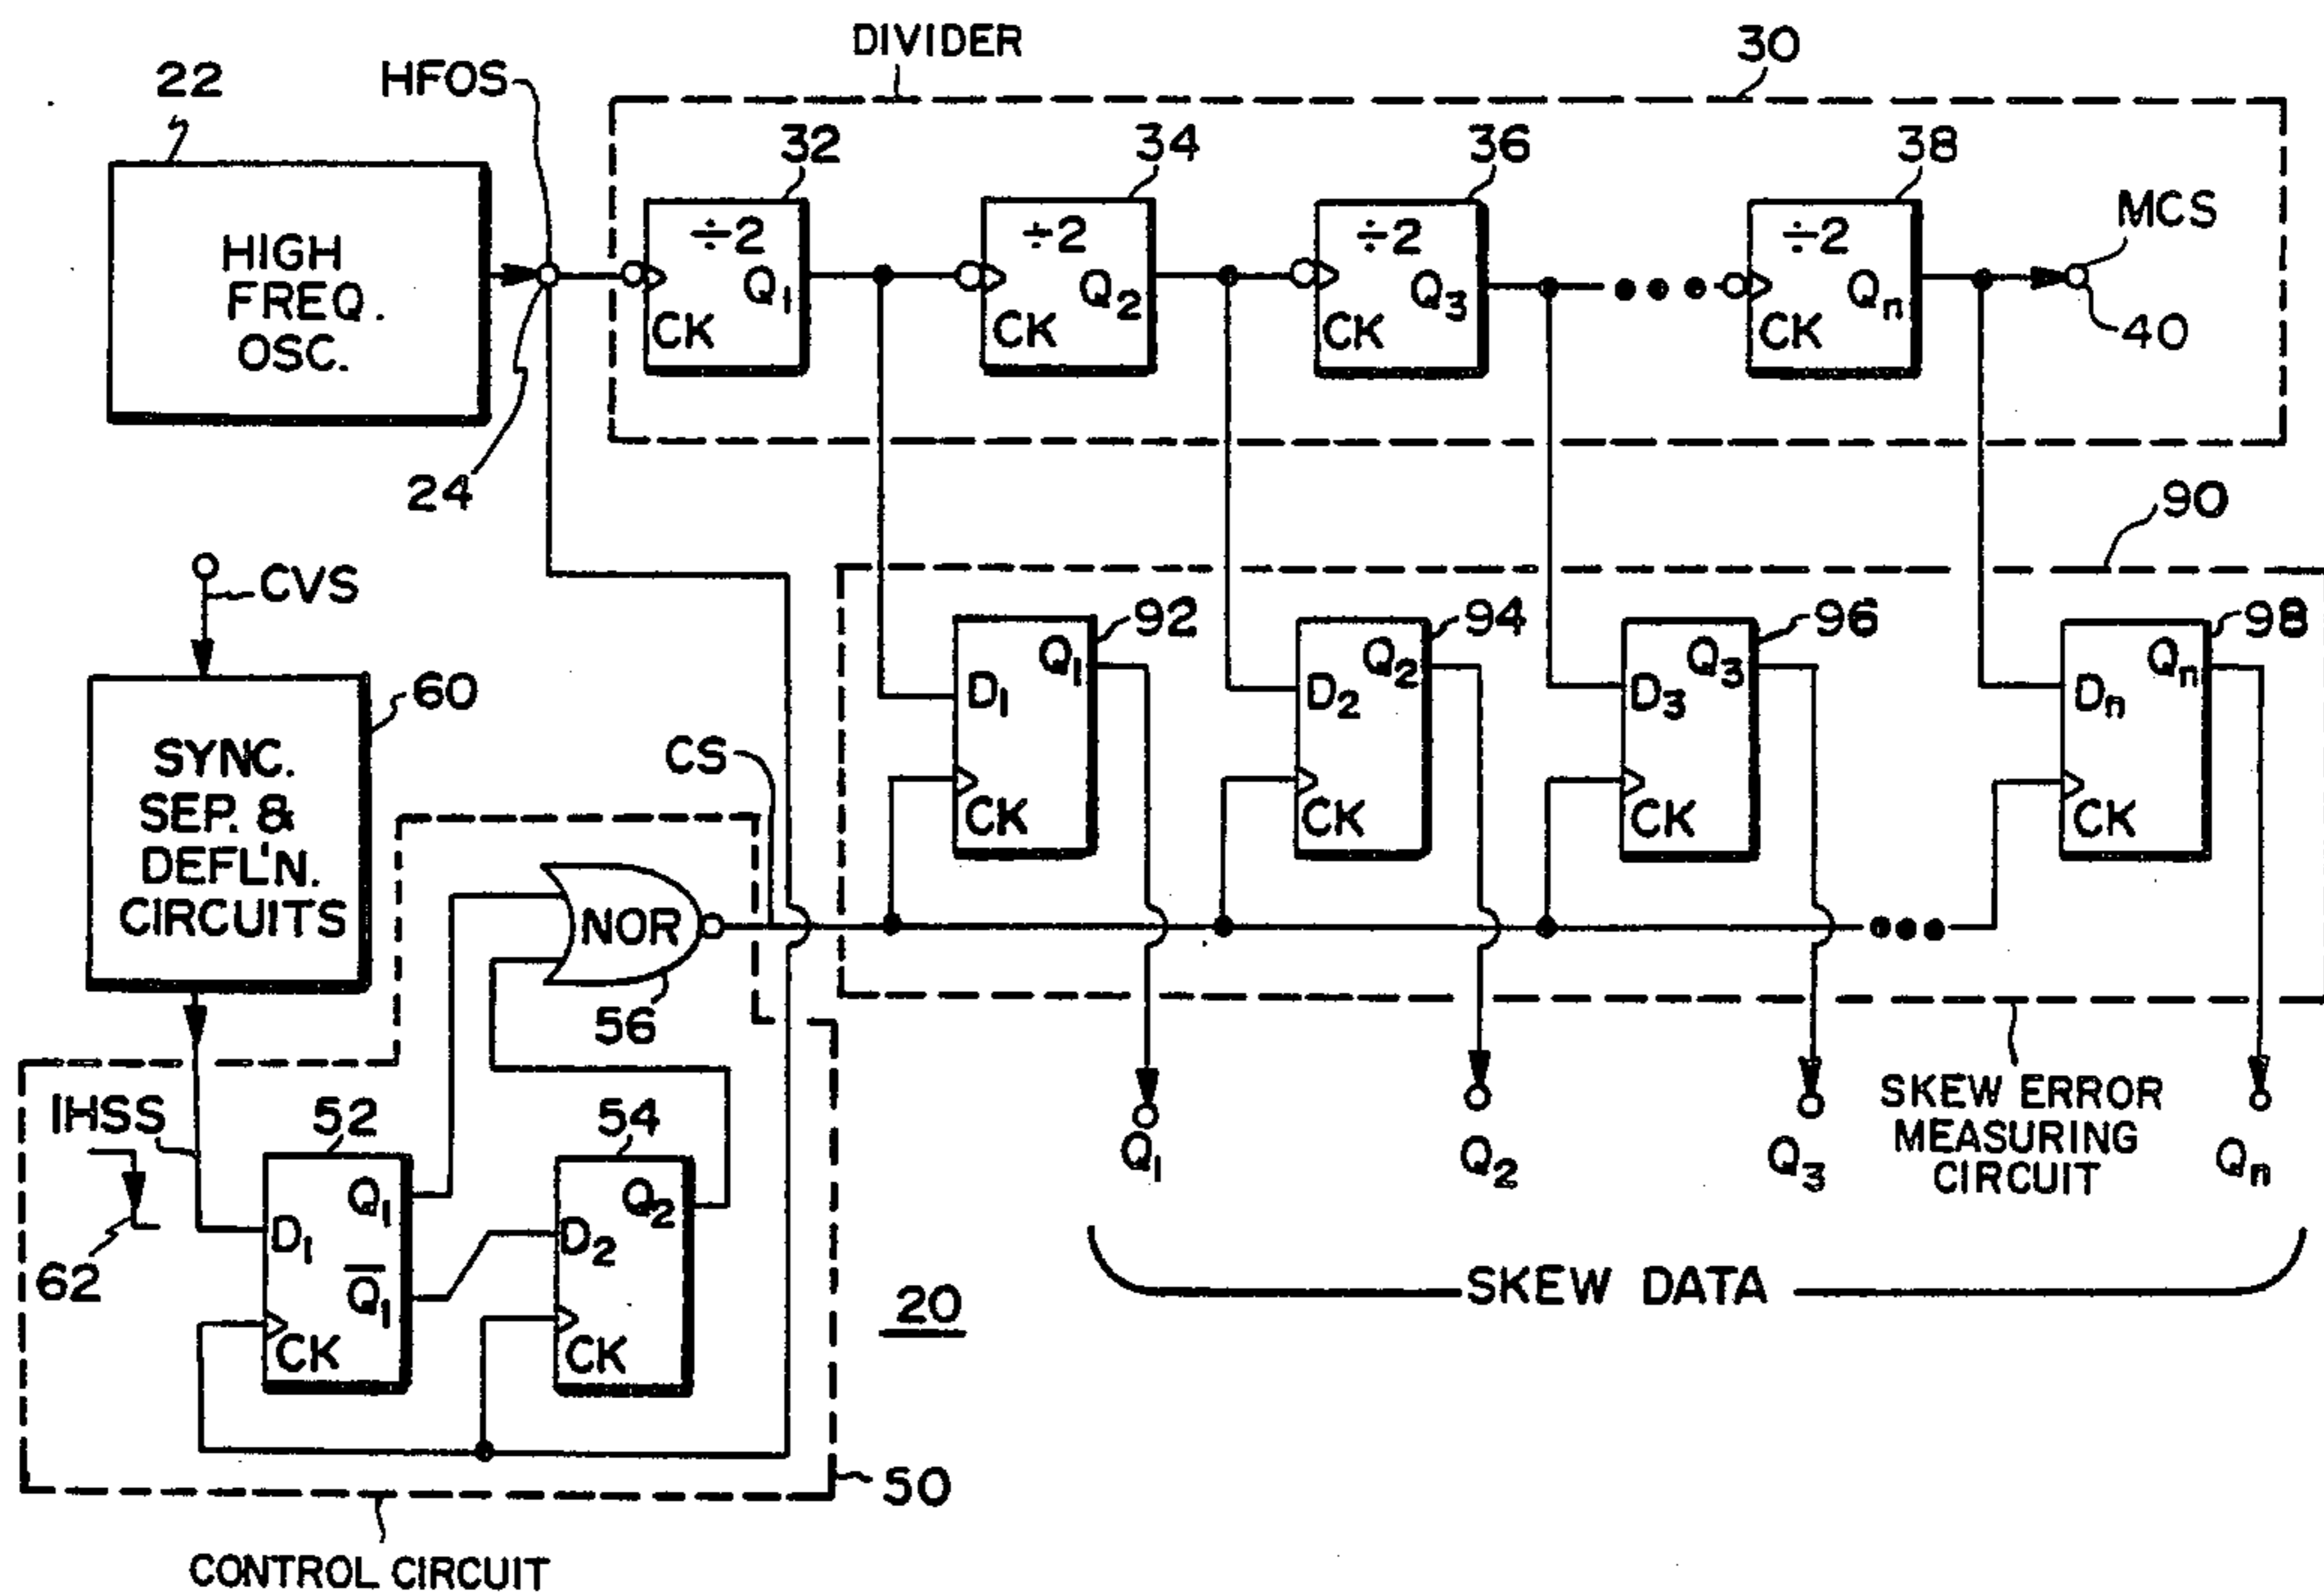 DIVIDER
30
22
HFOS
32
34
36
38
÷2
÷2
÷2
÷2
MCS
HIGH
FREQ.
OSC.
Q1
Q2
Q3
Qn
CK
CK
CK
CK
40
24
90
CVS
92
94
96
98
Q1
Q2
Q3
Qn
60
D1
D2
D3
Dn
SYNC.
SEP. &
DEFL'N.
CIRCUITS
CS
CK
CK
CK
CK
NOR
56
IHSS
52
54
SKEW ERROR
MEASURING
CIRCUIT
Q1
Q2
Q3
Qn
Q1
Q2
D1
D2
Q̅1
62
CK
CK
20
SKEW DATA
50
CONTROL CIRCUIT